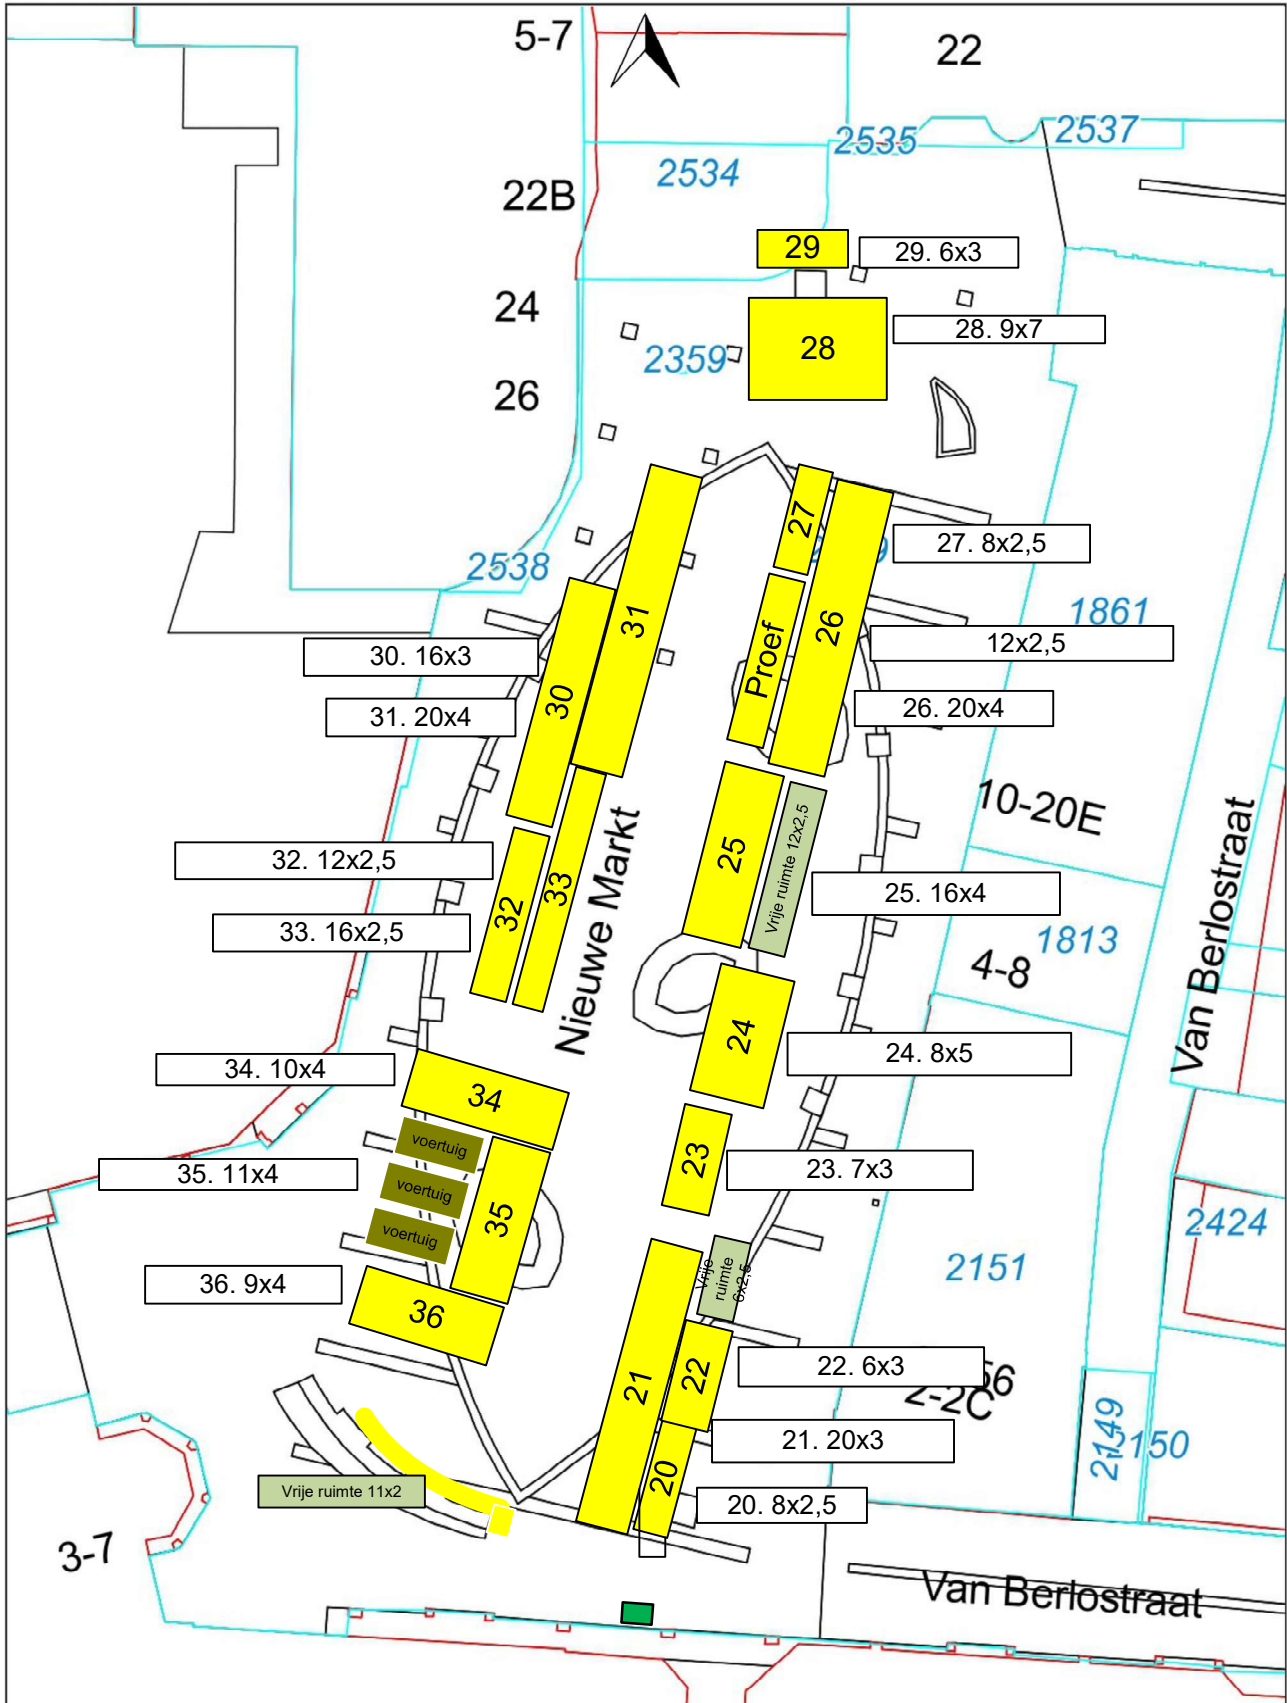 5-7
22
2535
2537
2534
22B
29
29. 6x3
24
28. 9x7
28
2359
26
27
27. 8x2,5
2538
31
26
1861
Proef
12x2,5
30. 16x3
30
26. 20x4
31. 20x4
10-20E
Nieuwe Markt
25
Vrije ruimte 12x2,5
Van Berlostraat
32. 12x2,5
33
25. 16x4
32
33. 16x2,5
1813
4-8
24
24. 8x5
34. 10x4
34
voertuig
23
23. 7x3
35. 11x4
voertuig
35
2424
voertuig
2151
Vrije
ruimte
6x2,5
36. 9x4
36
22. 6x3
22
21
2-2C
56
2149
2150
21. 20x3
20
Vrije ruimte 11x2
20. 8x2,5
3-7
Van Berlostraat